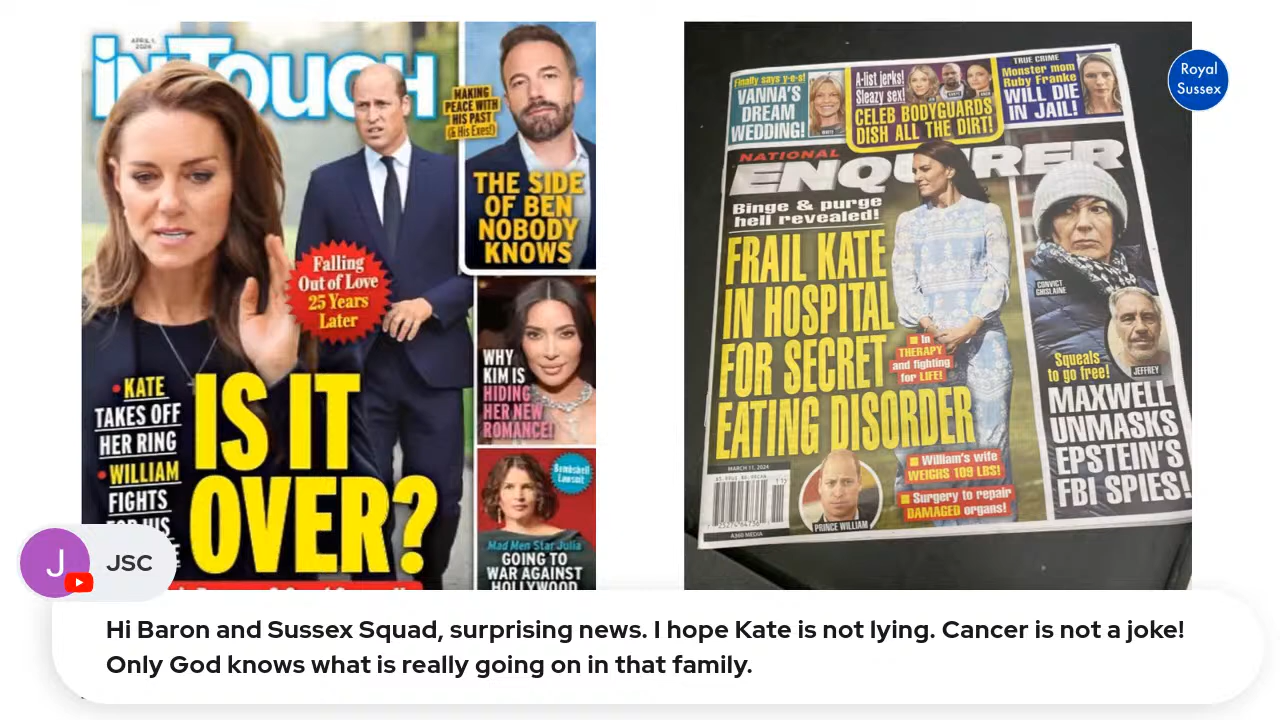 APRIL 1,
2024
INTOUCH
MAKING
PEACE WITH
HIS PAST
(& His Exes!)
THE SIDE
OF BEN
NOBODY
KNOWS
Falling
Out of Love
25 Years
Later
WHY
KIM IS
HIDING
HER NEW
ROMANCE!
• KATE
TAKES OFF
HER RING
• WILLIAM
FIGHTS
FOR HIS
IS IT
OVER?
Bombshell
Lawsuit
Mad Men Star Julia
GOING TO
WAR AGAINST
HOLLYWOOD
Finally says y-e-s!
VANNA'S
DREAM
WEDDING!
A-list jerks!
Sleazy sex!
CELEB BODYGUARDS
DISH ALL THE DIRT!
TRUE CRIME
Monster mom
Ruby Franke
WILL DIE
IN JAIL!
Royal
Sussex
NATIONAL
ENQUIRER
Binge & purge
hell revealed!
FRAIL KATE
IN HOSPITAL
FOR SECRET
EATING DISORDER
In
THERAPY
and fighting
for LIFE!
William's wife
WEIGHS 109 LBS!
Surgery to repair
DAMAGED organs!
MARCH 11, 2024
A360 MEDIA
PRINCE WILLIAM
CONVICT
GHISLAINE
JEFFREY
Squeals
to go free!
MAXWELL
UNMASKS
EPSTEIN'S
FBI SPIES!
J
JSC
Hi Baron and Sussex Squad, surprising news. I hope Kate is not lying. Cancer is not a joke!
Only God knows what is really going on in that family.